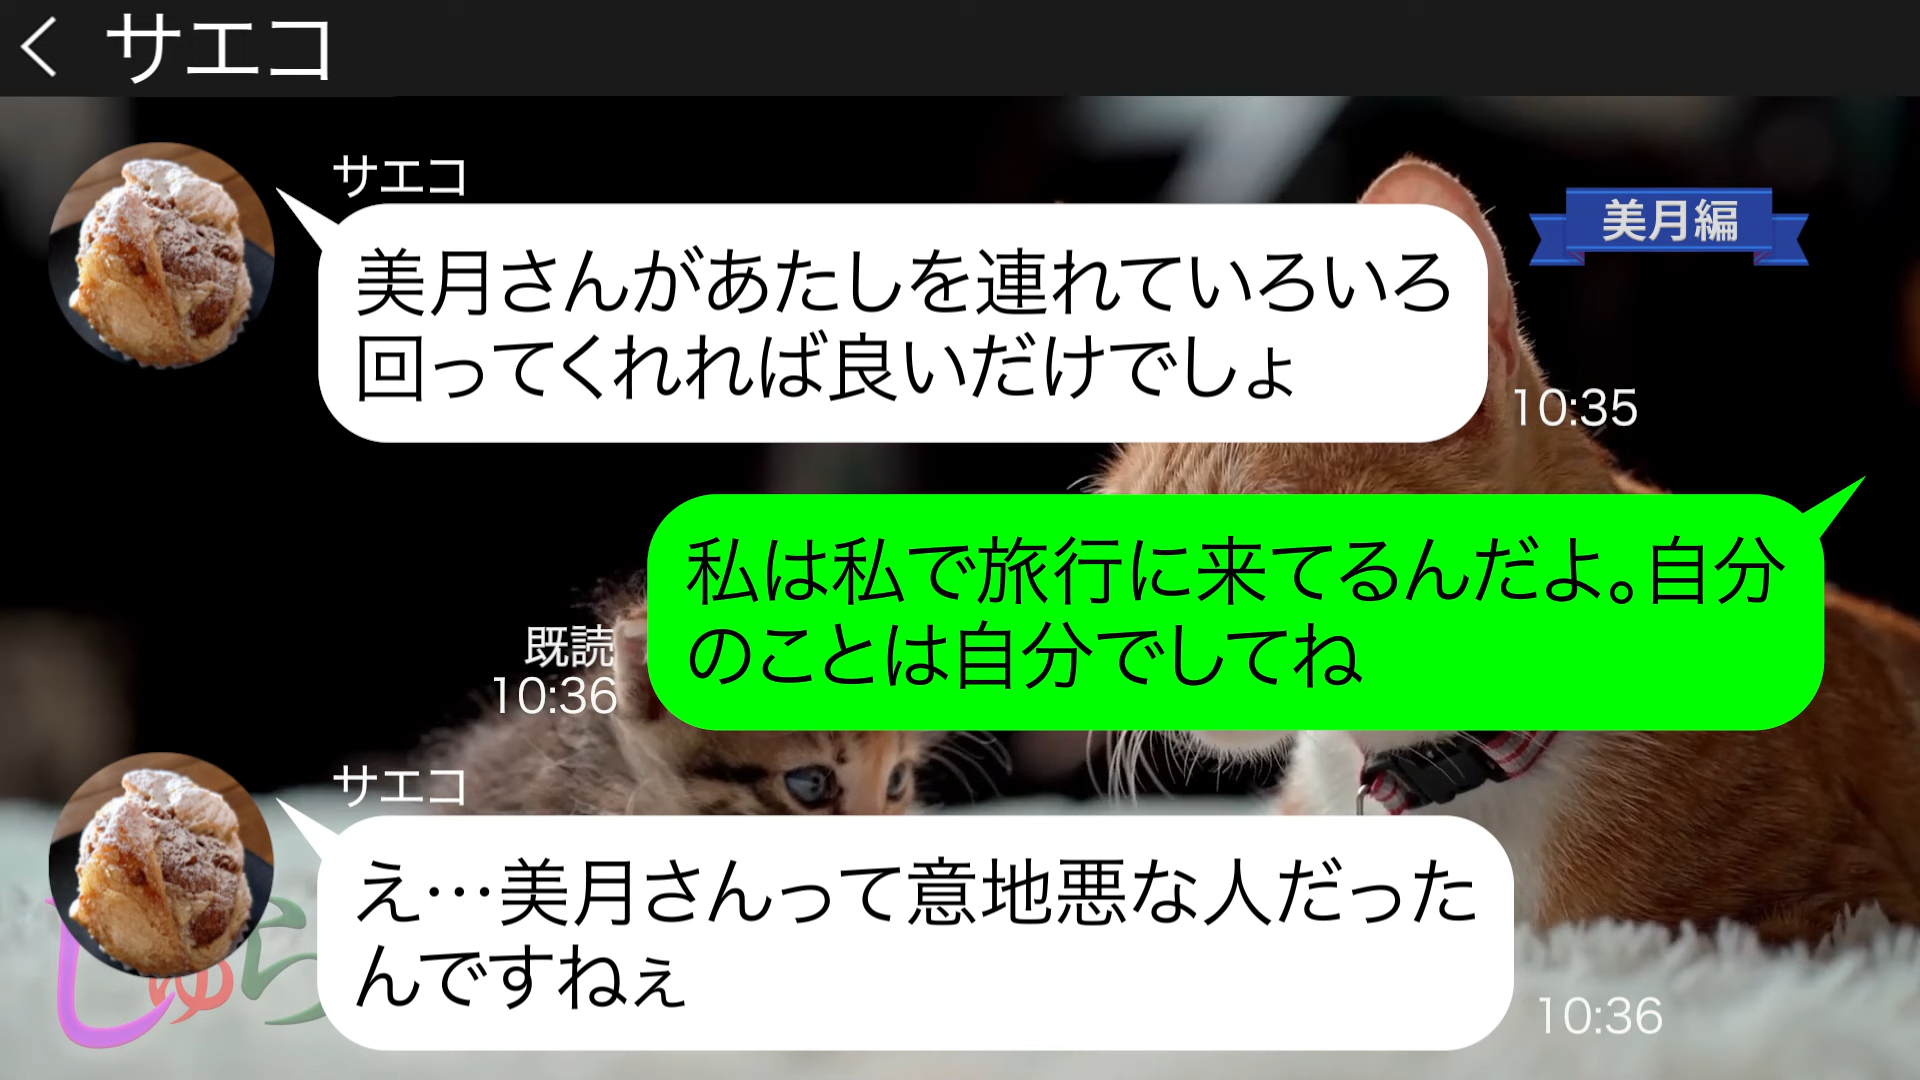 サエコ
サエコ
美月編
美月さんがあたしを連れていろいろ
回ってくれれば良いだけでしょ
10:35
私は私で旅行に来てるんだよ。自分
のことは自分でしてね
既読
10:36
サエコ
え…美月さんって意地悪な人だった
んですねぇ
10:36
しゅら